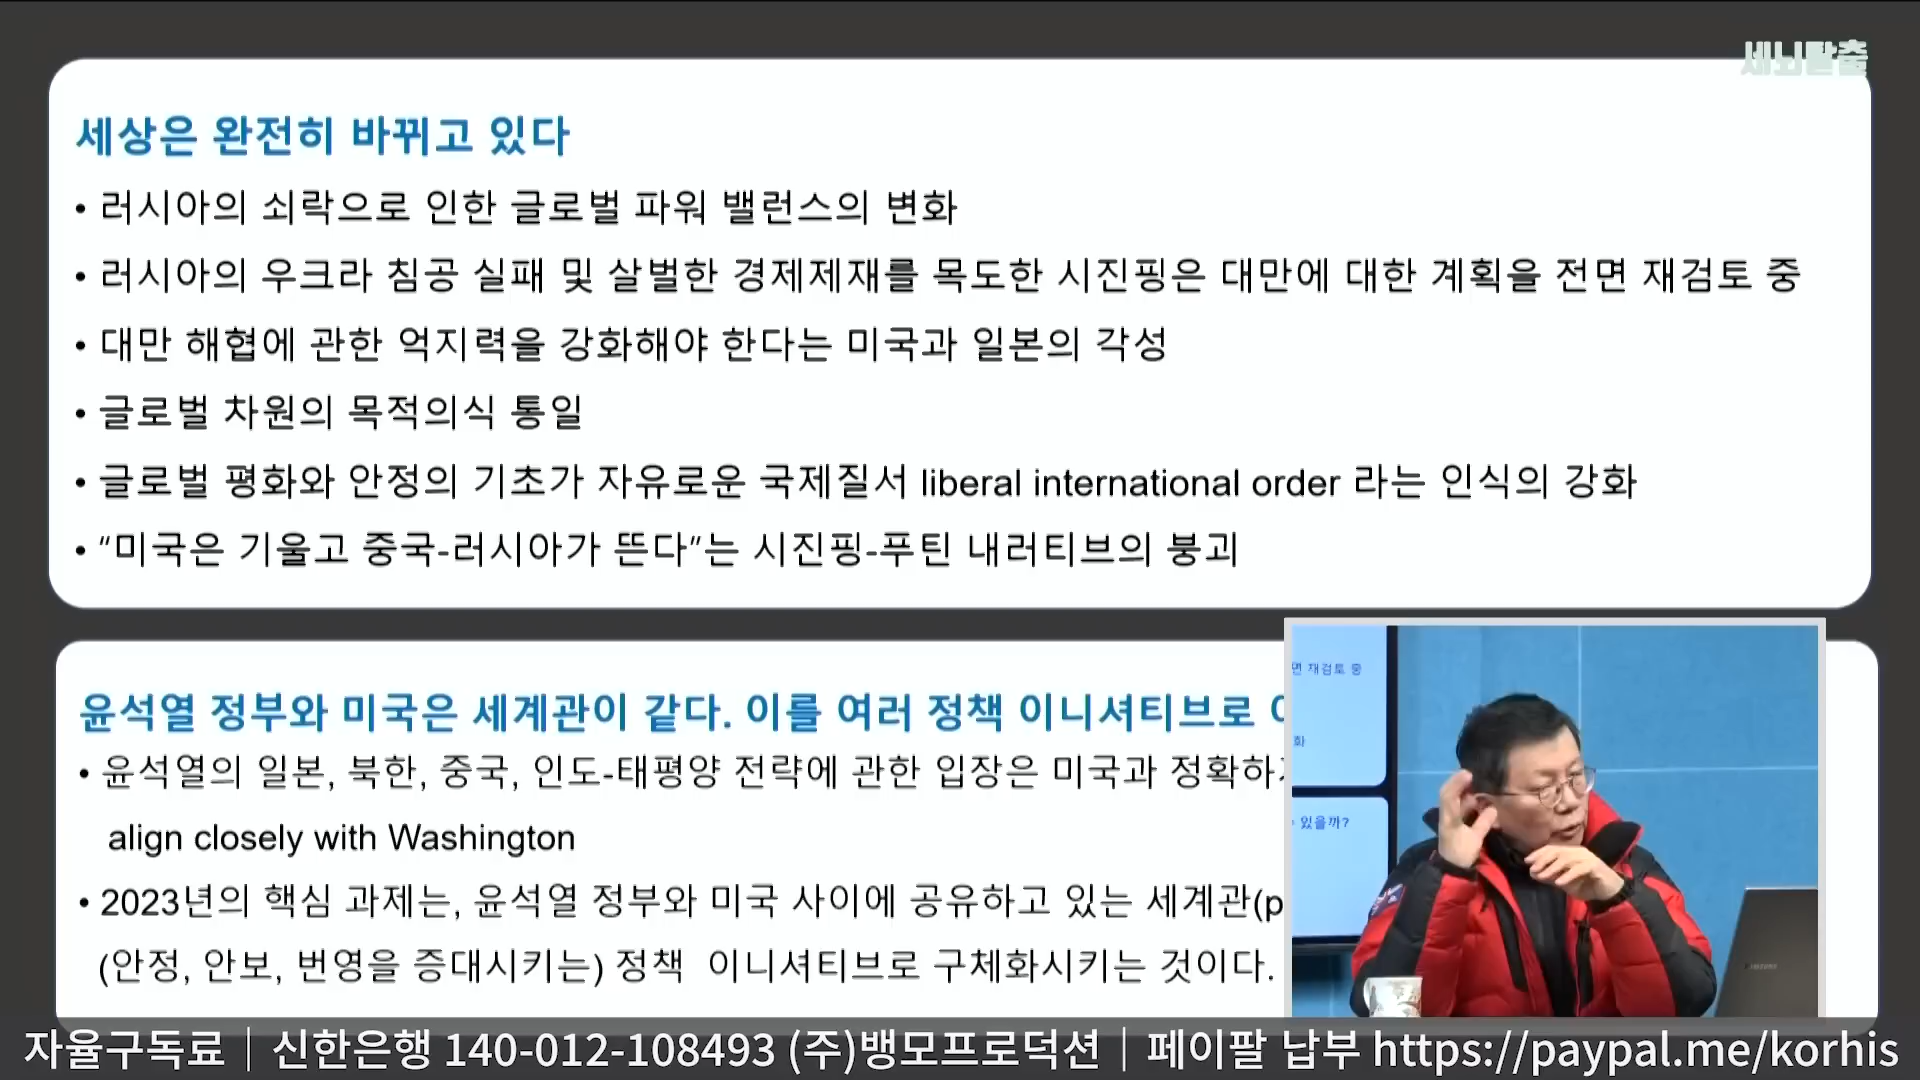 세뇌탈출
세상은 완전히 바뀌고 있다
• 러시아의 쇠락으로 인한 글로벌 파워 밸런스의 변화
• 러시아의 우크라 침공 실패 및 살벌한 경제제재를 목도한 시진핑은 대만에 대한 계획을 전면 재검토 중
• 대만 해협에 관한 억지력을 강화해야 한다는 미국과 일본의 각성
• 글로벌 차원의 목적의식 통일
• 글로벌 평화와 안정의 기초가 자유로운 국제질서 liberal international order 라는 인식의 강화
• “미국은 기울고 중국-러시아가 뜬다”는 시진핑-푸틴 내러티브의 붕괴
윤석열 정부와 미국은 세계관이 같다. 이를 여러 정책 이니셔티브로
• 윤석열의 일본, 북한, 중국, 인도-태평양 전략에 관한 입장은 미국과 정확하
align closely with Washington
• 2023년의 핵심 과제는, 윤석열 정부와 미국 사이에 공유하고 있는 세계관(p
(안정, 안보, 번영을 증대시키는) 정책 이니셔티브로 구체화시키는 것이다.
면 재검토 중
화
있을까?
자율구독료｜신한은행 140-012-108493 (주)뱅모프로덕션｜페이팔 납부 https://paypal.me/korhis